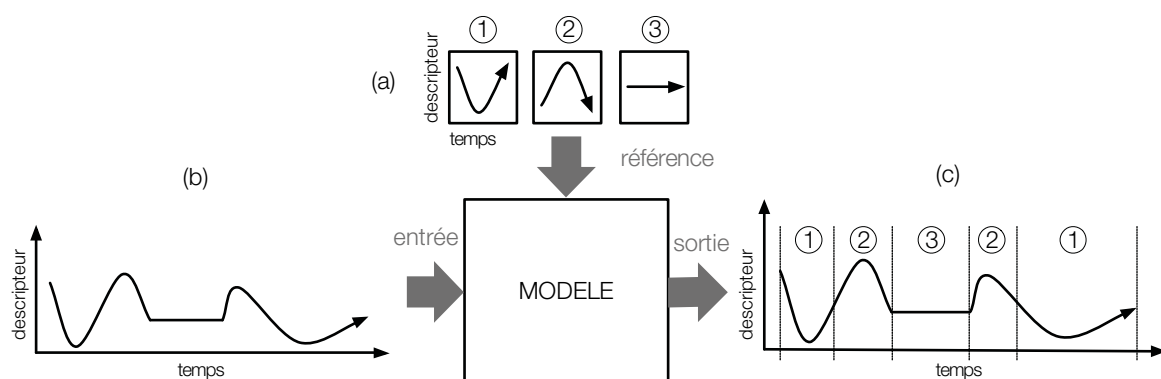 ① ② ③
(a)
descripteur
temps
référence
(b)
descripteur
temps
entrée
MODELE
sortie
(c)
descripteur
① ② ③ ② ①
temps